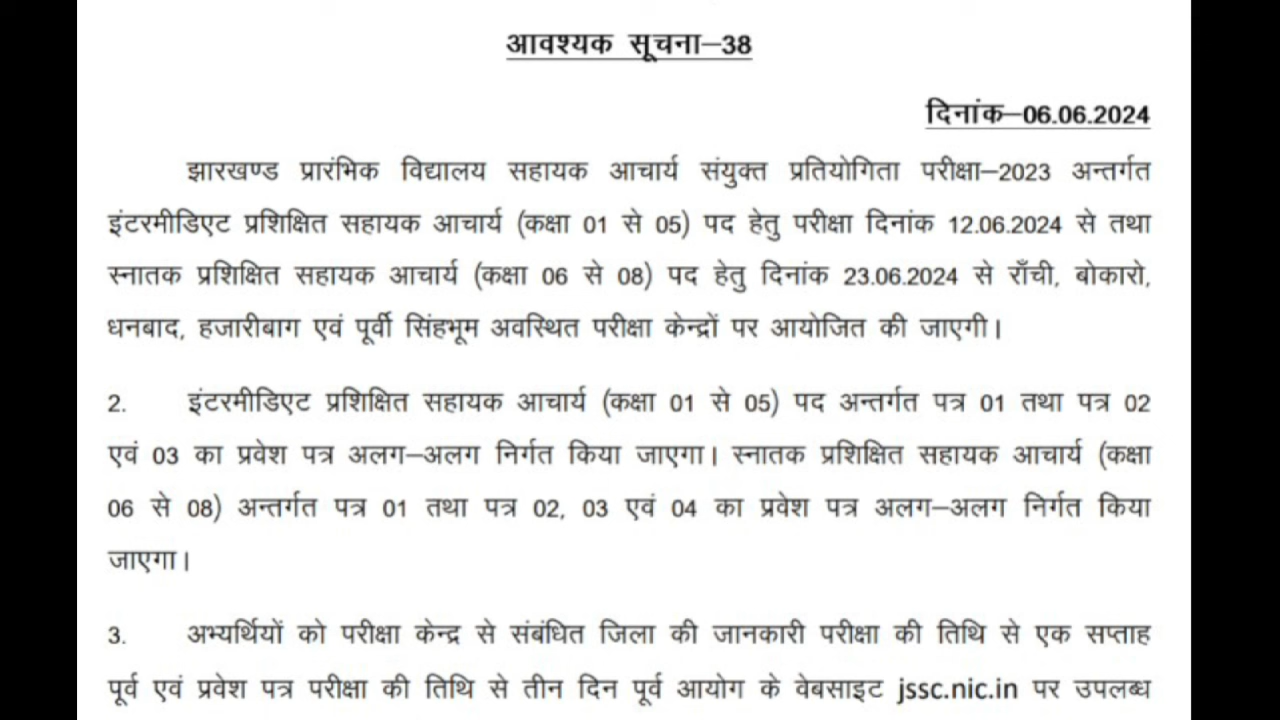 आवश्यक सूचना–38
दिनांक–06.06.2024
झारखण्ड प्रारंभिक विद्यालय सहायक आचार्य संयुक्त प्रतियोगिता परीक्षा–2023 अन्तर्गत
इंटरमीडिएट प्रशिक्षित सहायक आचार्य (कक्षा 01 से 05) पद हेतु परीक्षा दिनांक 12.06.2024 से तथा
स्नातक प्रशिक्षित सहायक आचार्य (कक्षा 06 से 08) पद हेतु दिनांक 23.06.2024 से राँची, बोकारो,
धनबाद, हजारीबाग एवं पूर्वी सिंहभूम अवस्थित परीक्षा केन्द्रों पर आयोजित की जाएगी।
2. इंटरमीडिएट प्रशिक्षित सहायक आचार्य (कक्षा 01 से 05) पद अन्तर्गत पत्र 01 तथा पत्र 02
एवं 03 का प्रवेश पत्र अलग–अलग निर्गत किया जाएगा। स्नातक प्रशिक्षित सहायक आचार्य (कक्षा
06 से 08) अन्तर्गत पत्र 01 तथा पत्र 02, 03 एवं 04 का प्रवेश पत्र अलग–अलग निर्गत किया
जाएगा।
3. अभ्यर्थियों को परीक्षा केन्द्र से संबंधित जिला की जानकारी परीक्षा की तिथि से एक सप्ताह
पूर्व एवं प्रवेश पत्र परीक्षा की तिथि से तीन दिन पूर्व आयोग के वेबसाइट jssc.nic.in पर उपलब्ध